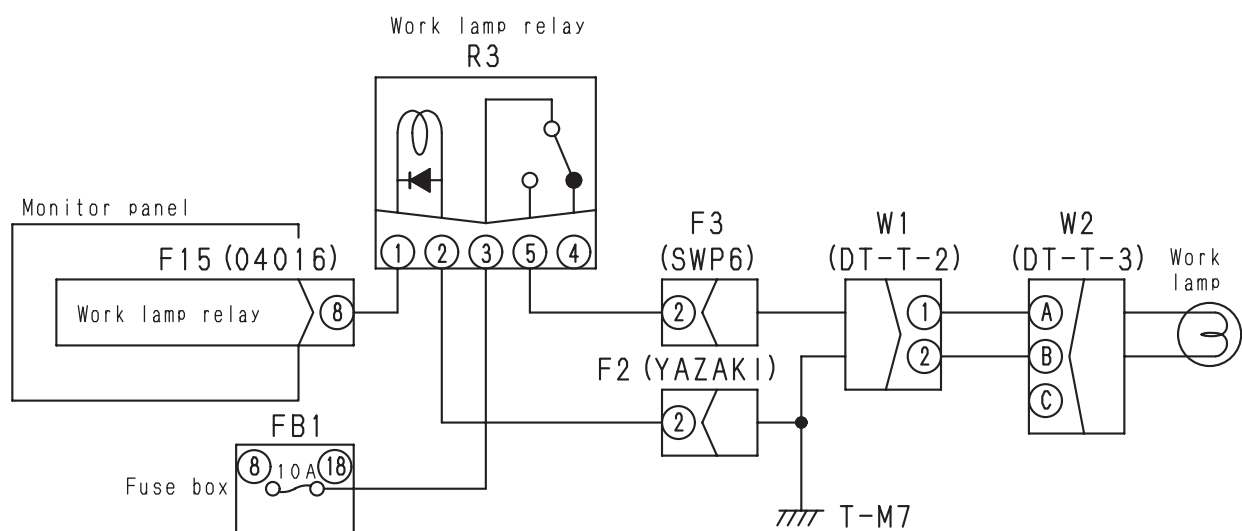 Work lamp relay
R3
Monitor panel
F15 (04016)
Work lamp relay
8
1 2 3 5 4
F3
(SWP6)
2
W1
(DT-T-2)
1
2
W2
(DT-T-3)
A
B
C
Work
lamp
F2 (YAZAKI)
2
FB1
8 10A 18
Fuse box
T-M7